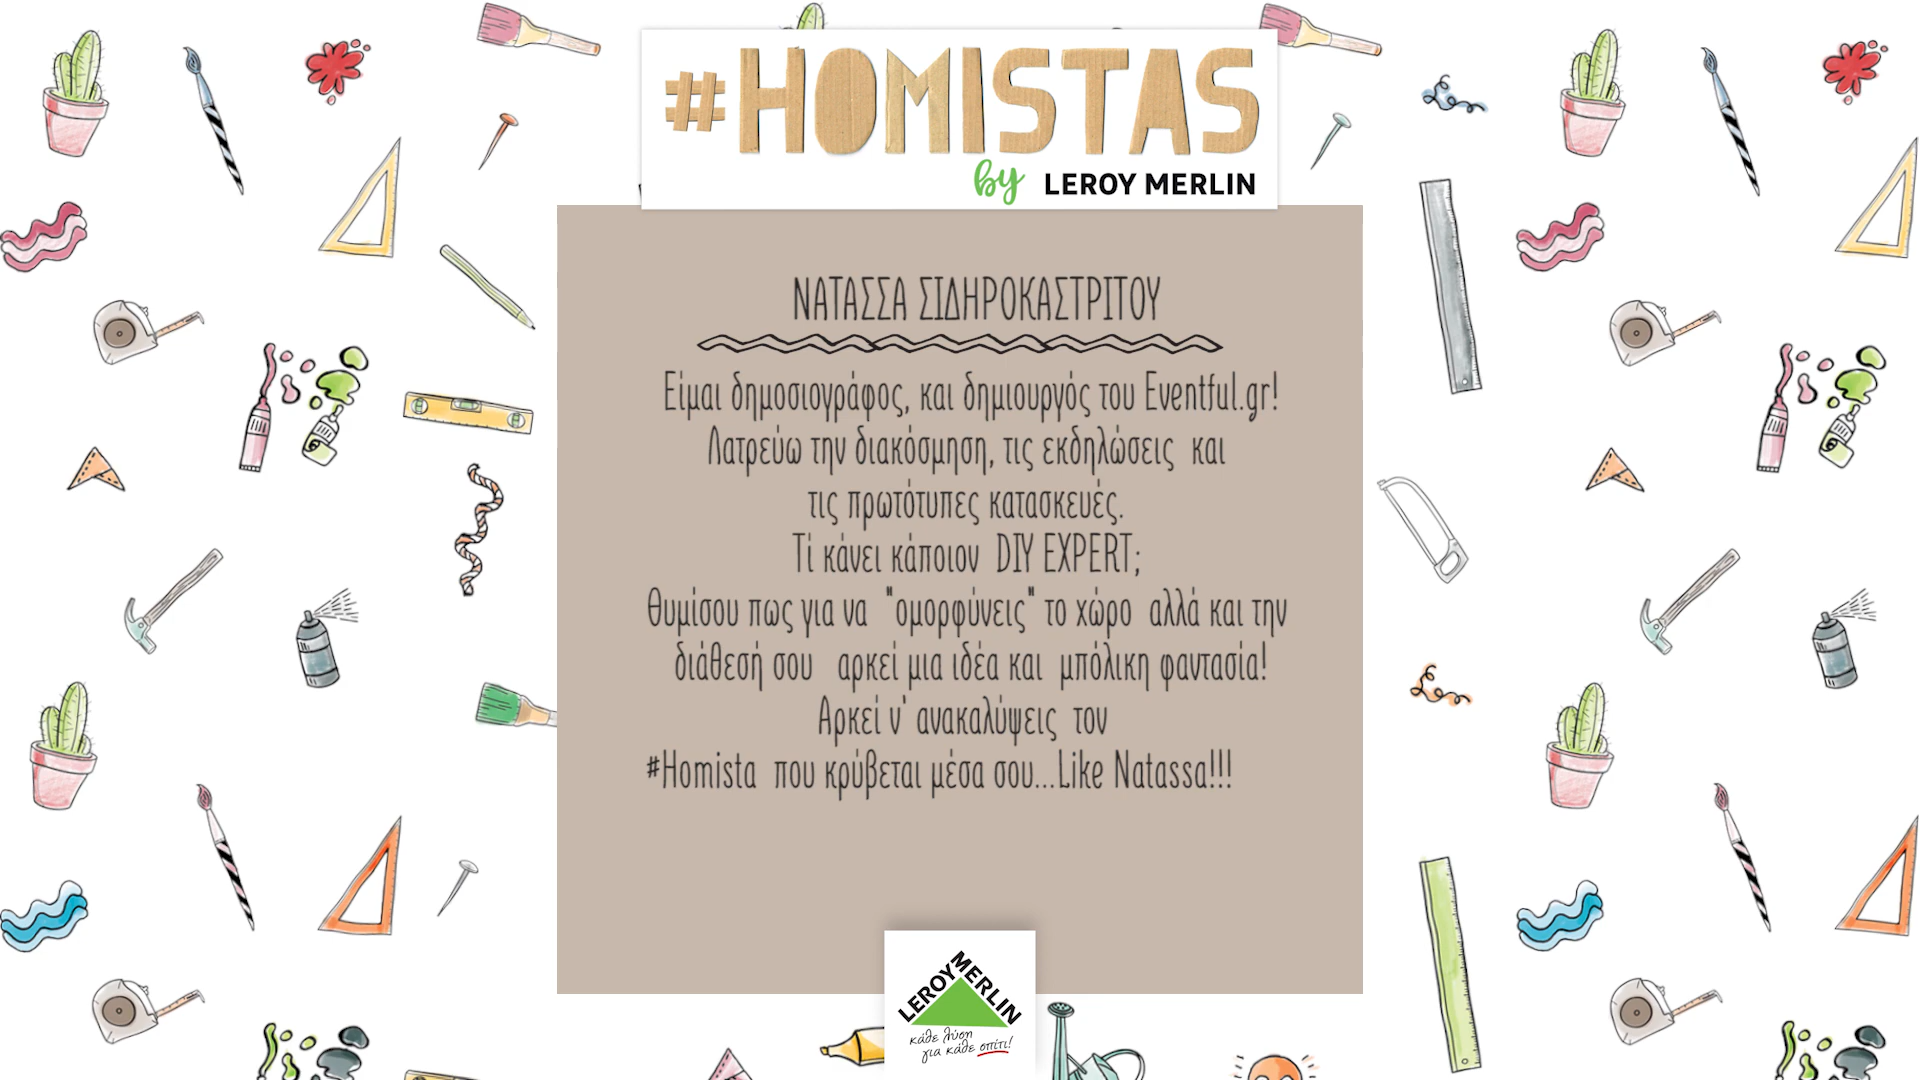 #HOMISTAS
by LEROY MERLIN
ΝΑΤΑΣΣΑ ΣΙΔΗΡΟΚΑΣΤΡΙΤΟΥ
Είμαι δημοσιογράφος, και δημιουργός του Eventful.gr!
Λατρεύω την διακόσμηση, τις εκδηλώσεις και
τις πρωτότυπες κατασκευές.
Τί κάνει κάποιον DIY EXPERT;
Θυμίσου πως για να "ομορφύνεις" το χώρο αλλά και την
διάθεσή σου αρκεί μια ιδέα και μπόλικη φαντασία!
Αρκεί ν' ανακαλύψεις τον
#Homista που κρύβεται μέσα σου...Like Natassa!!!
LEROY MERLIN
κάθε λύση
για κάθε σπίτι!